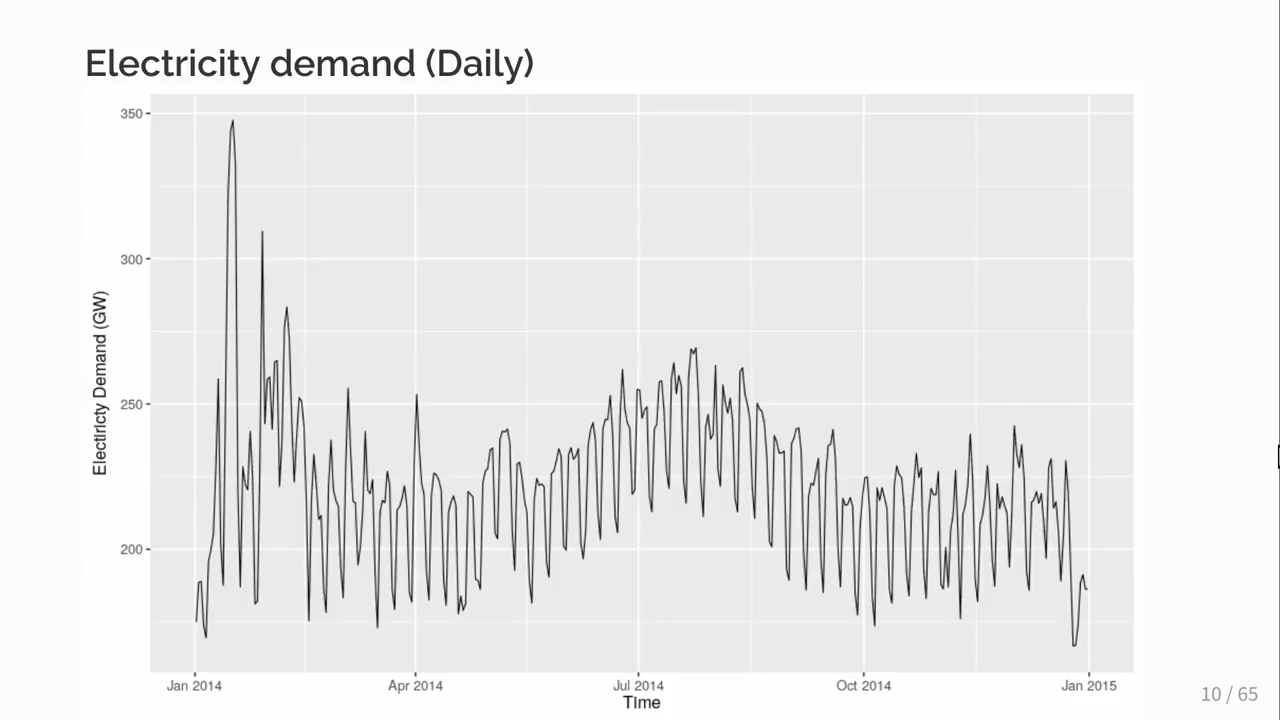 Electricity demand (Daily)
350
300
250
200
Electiricty Demand (GW)
Jan 2014
Apr 2014
Jul 2014
Oct 2014
Jan 2015
Time
10 / 65